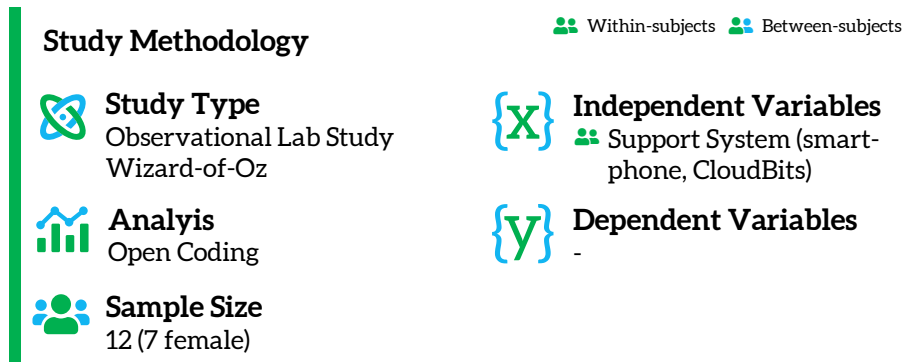 Study Methodology
Within-subjects Between-subjects
Study Type
Observational Lab Study
Wizard-of-Oz
Analyis
Open Coding
Sample Size
12 (7 female)
{x} Independent Variables
Support System (smart-
phone, CloudBits)
{y} Dependent Variables
-